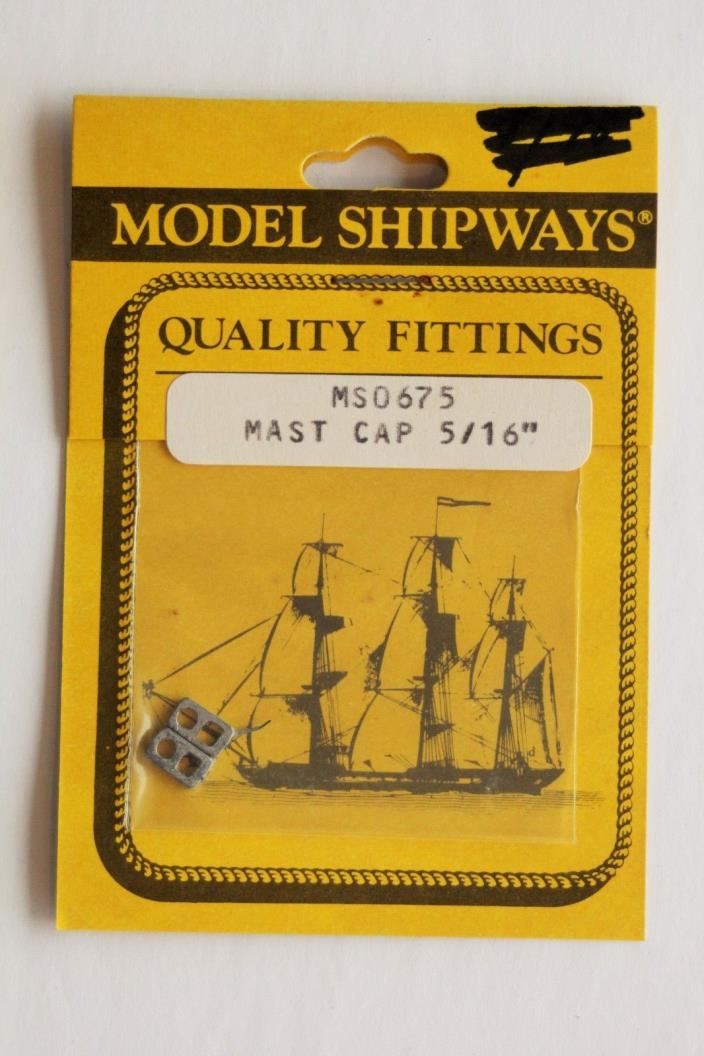 MODEL SHIPWAYS®
QUALITY FITTINGS
MS0675
MAST CAP 5/16"